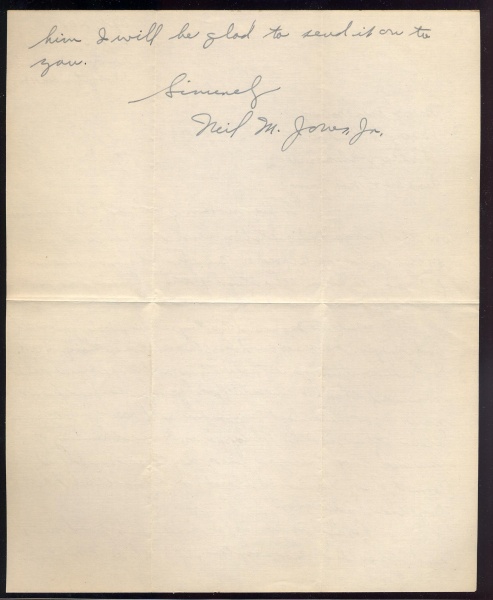 him I will be glad to send it on to
you.
Sincerely
Neil M. Jones, Jr.